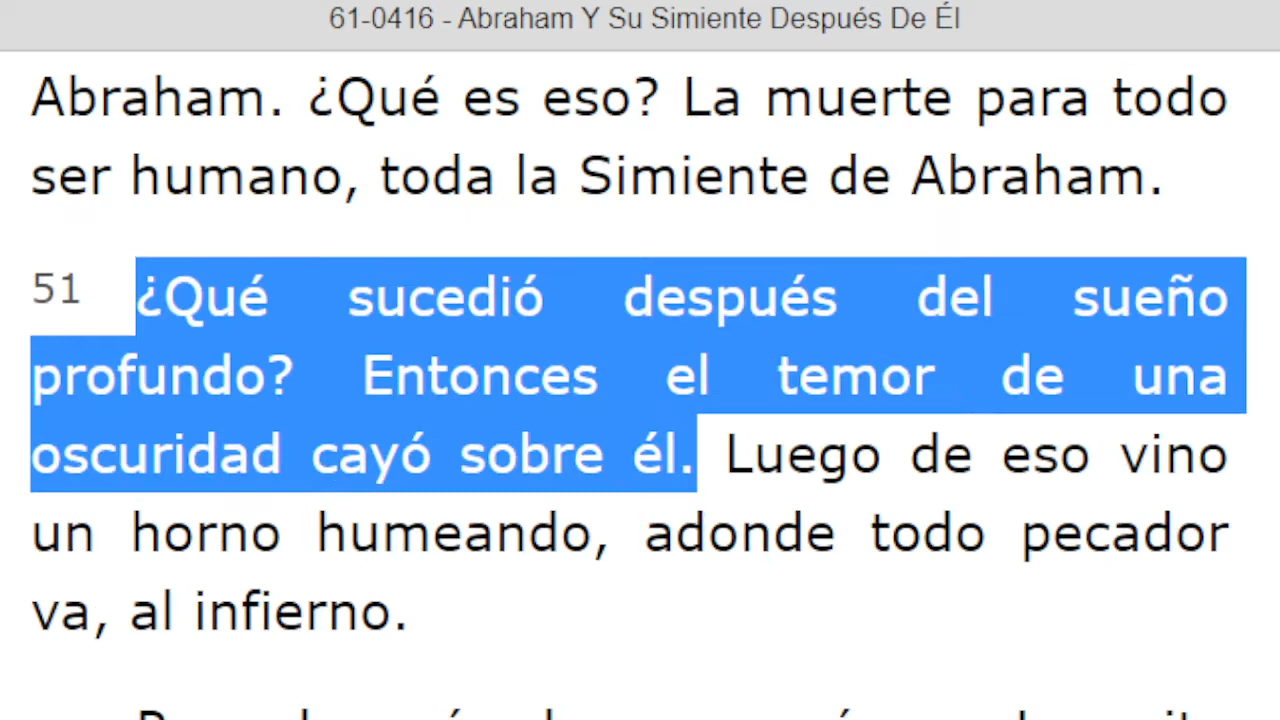 61-0416 - Abraham Y Su Simiente Después De Él
Abraham. ¿Qué es eso? La muerte para todo
ser humano, toda la Simiente de Abraham.
51 ¿Qué sucedió después del sueño
profundo? Entonces el temor de una
oscuridad cayó sobre él. Luego de eso vino
un horno humeando, adonde todo pecador
va, al infierno.